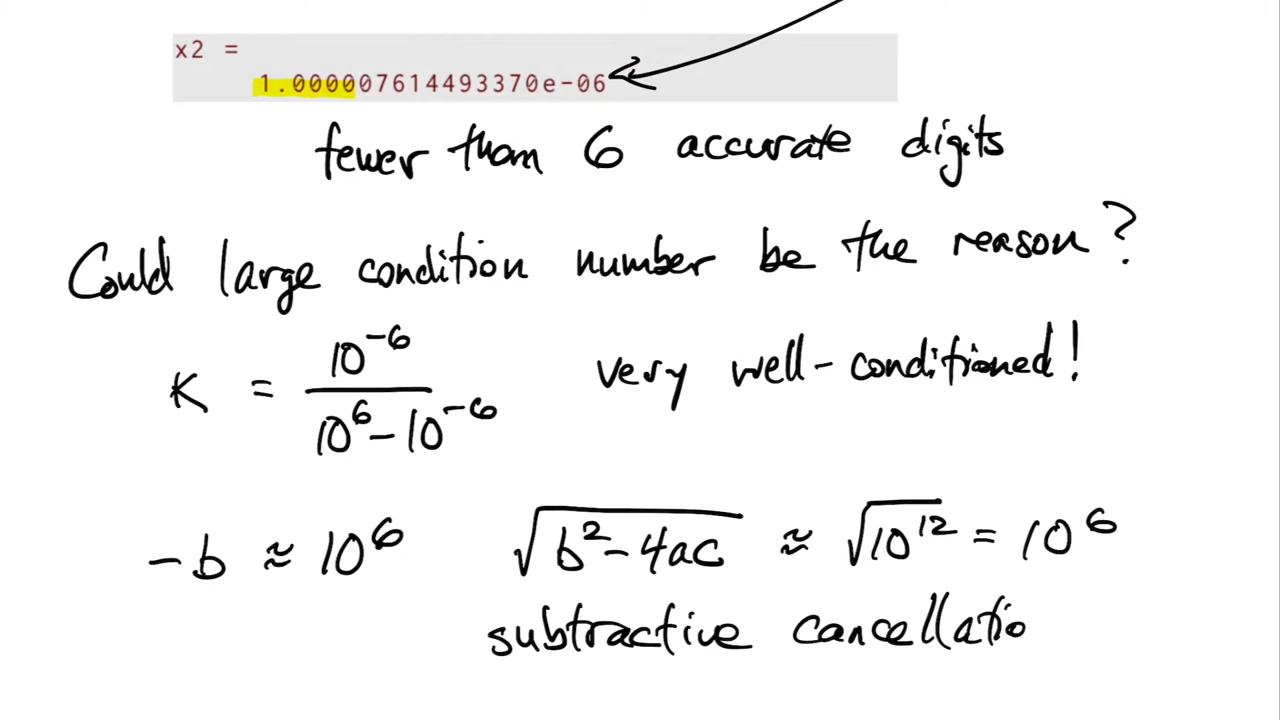 x2 =
1.000007614493370e-06
fewer than 6 accurate digits
Could large condition number be the reason?
κ = 10^-6 / (10^6 - 10^-6) very well-conditioned!
-b ≈ 10^6 √(b^2 - 4ac) ≈ √(10^12) = 10^6
subtractive cancellatio